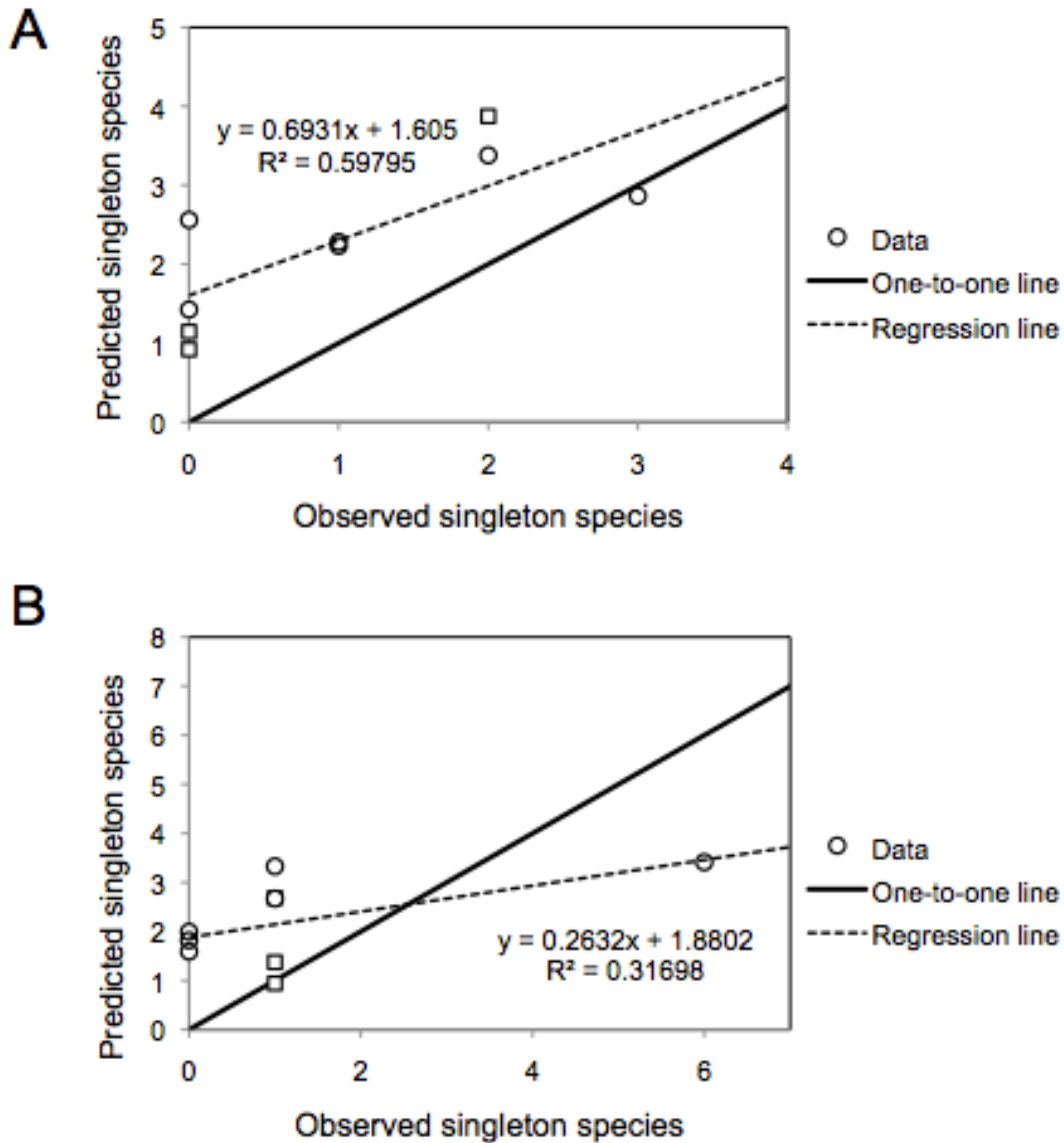 A
5
4
3
2
1
0
Predicted singleton species
y = 0.6931x + 1.605
R² = 0.59795
0 1 2 3 4
Observed singleton species
Data
One-to-one line
Regression line
B
8
7
6
5
4
3
2
1
0
Predicted singleton species
y = 0.2632x + 1.8802
R² = 0.31698
0 2 4 6
Observed singleton species
Data
One-to-one line
Regression line